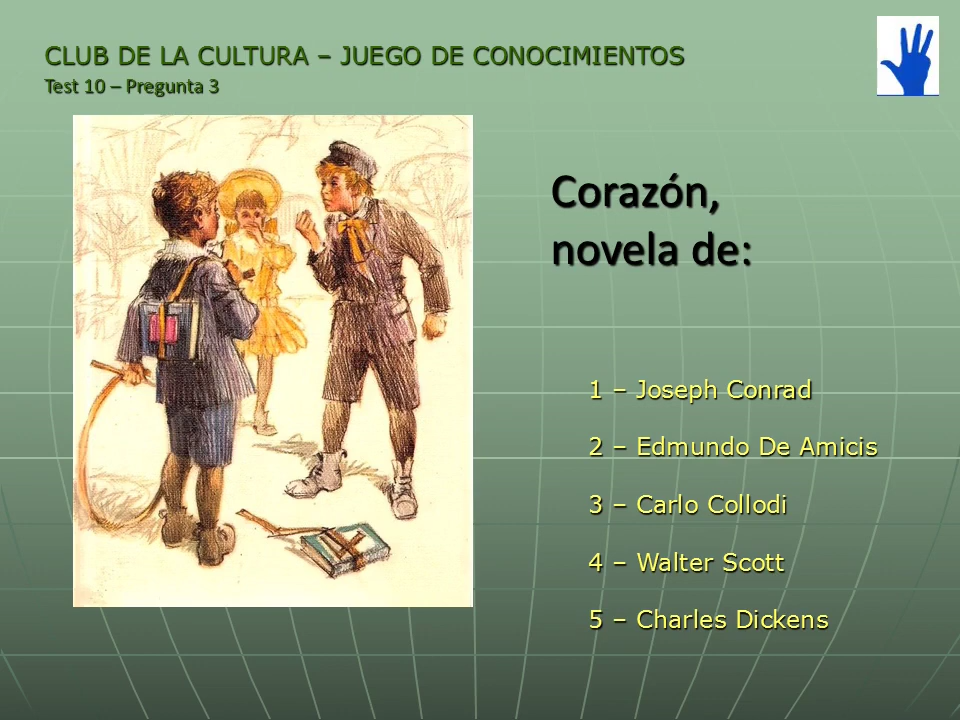 CLUB DE LA CULTURA – JUEGO DE CONOCIMIENTOS
Test 10 – Pregunta 3
Corazón,
novela de:
1 – Joseph Conrad
2 – Edmundo De Amicis
3 – Carlo Collodi
4 – Walter Scott
5 – Charles Dickens